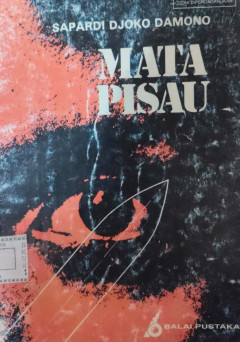 SAPARDI DJOKO DAMONO
MATA
PISAU
BALAI PUSTAKA